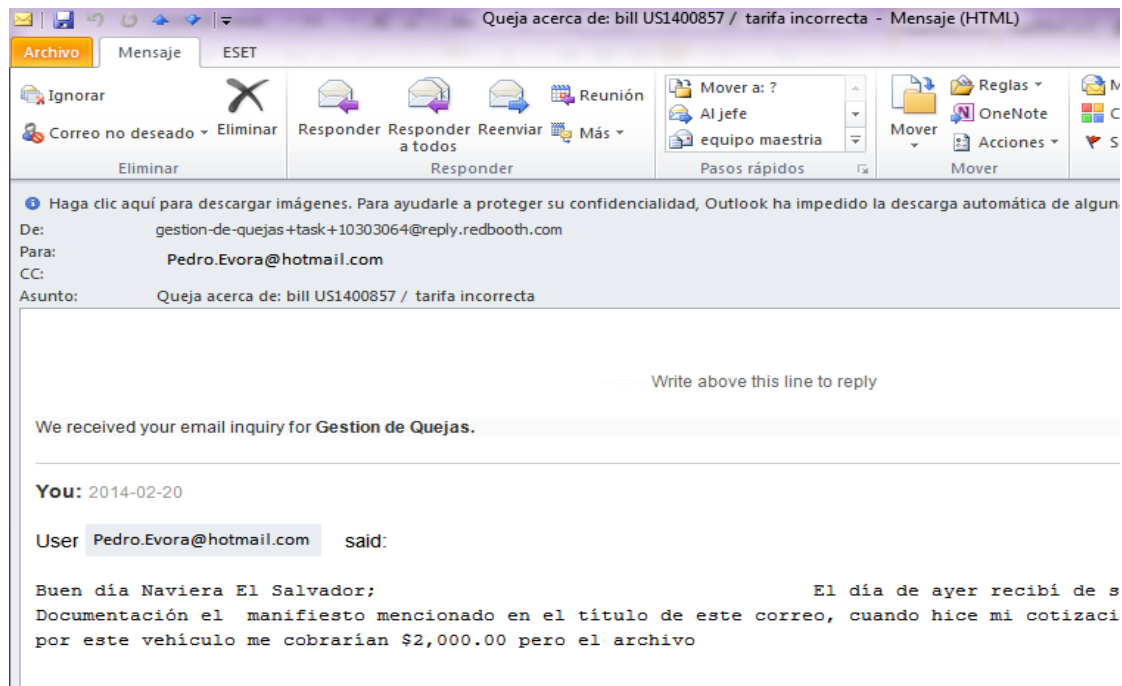 Queja acerca de: bill US1400857 / tarifa incorrecta - Mensaje (HTML)
Archivo Mensaje ESET
Ignorar
Correo no deseado
Eliminar
Responder
Responder a todos
Reenviar
Reunión
Más
Mover a: ?
Al jefe
equipo maestria
Mover
Reglas
OneNote
Acciones
Eliminar Responder Pasos rápidos Mover
Haga clic aquí para descargar imágenes. Para ayudarle a proteger su confidencialidad, Outlook ha impedido la descarga automática de
De: gestion-de-quejas+task+10303064@reply.redbooth.com
Para: Pedro.Evora@hotmail.com
CC:
Asunto: Queja acerca de: bill US1400857 / tarifa incorrecta
Write above this line to reply
We received your email inquiry for Gestion de Quejas.
You: 2014-02-20
User Pedro.Evora@hotmail.com said:
Buen día Naviera El Salvador; El día de ayer recibí de
Documentación el manifiesto mencionado en el título de este correo, cuando hice mi
por este vehículo me cobrarían $2,000.00 pero el archivo